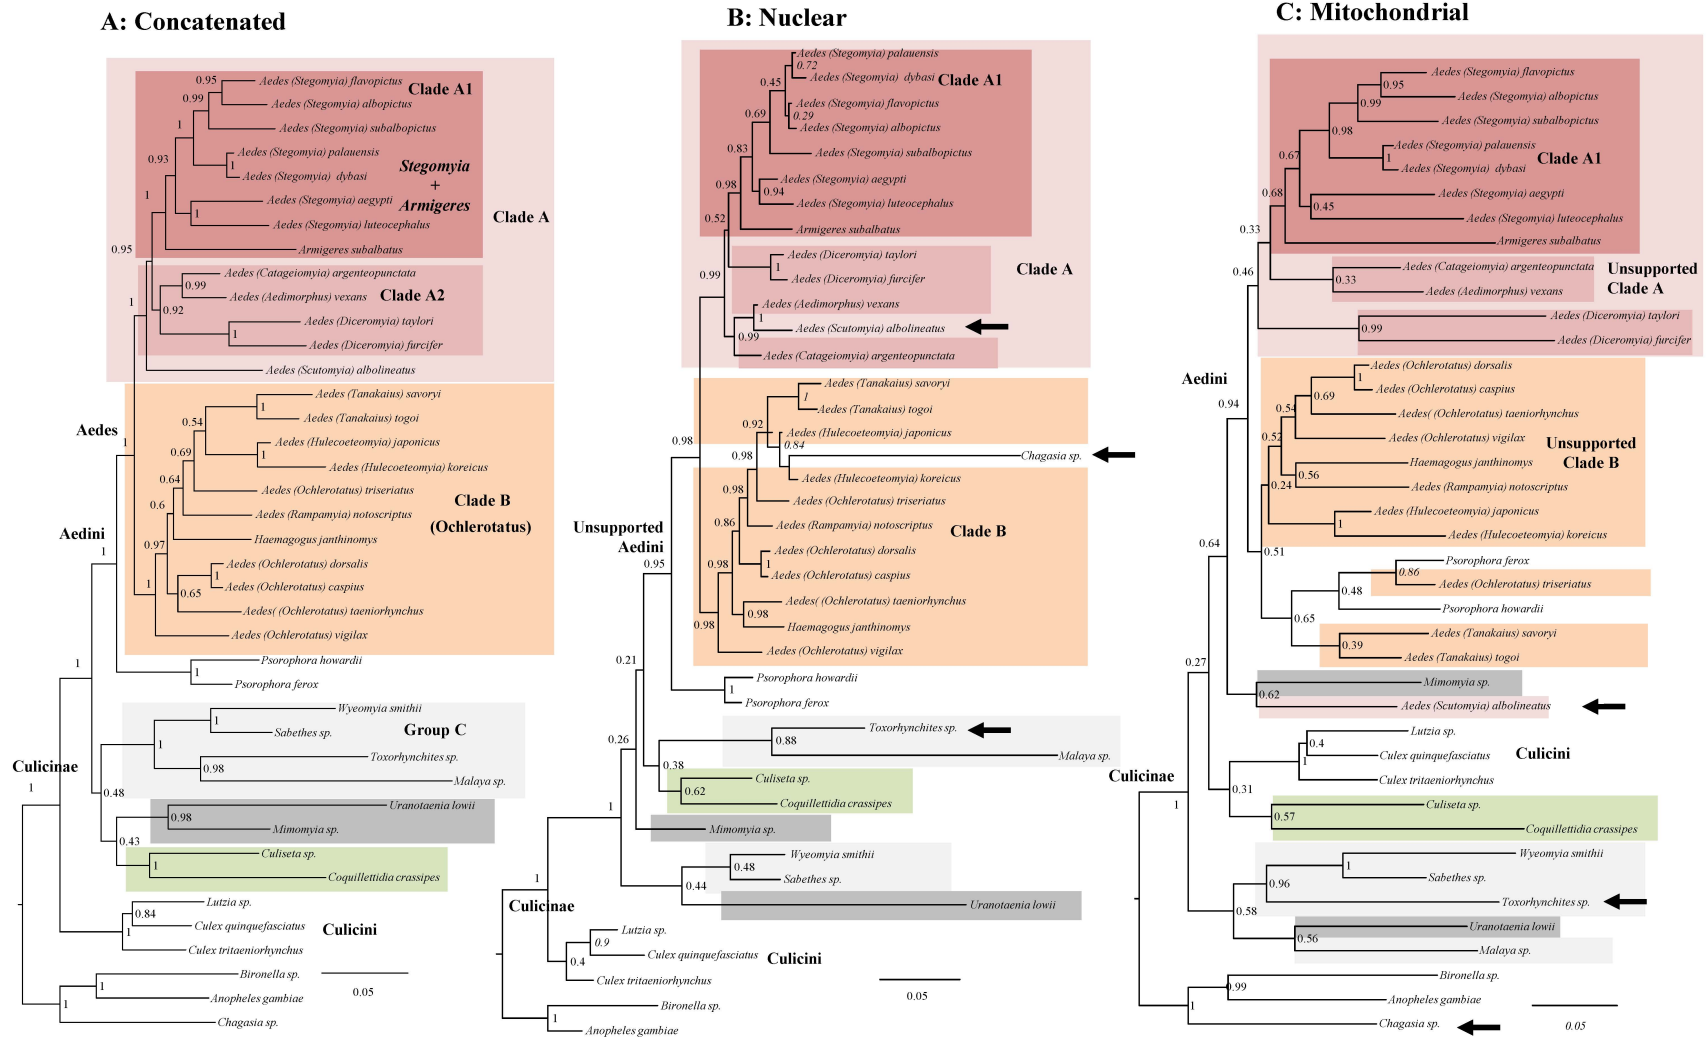 A: Concatenated
0.95
Aedes (Stegomyia) flavopictus
Clade A1
0.99
Aedes (Stegomyia) albopictus
1
Aedes (Stegomyia) subalbopictus
0.93
Aedes (Stegomyia) palauensis
1
Aedes (Stegomyia) dybasi
Stegomyia
+
Armigeres
1
Aedes (Stegomyia) aegypti
1
Aedes (Stegomyia) luteocephalus
Clade A
0.95
Armigeres subalbatus
Aedes (Catageiomyia) argenteopunctata
0.99
Aedes (Aedimorphus) vexans
Clade A2
1
0.92
Aedes (Diceromyia) taylori
1
Aedes (Diceromyia) furcifer
Aedes (Scutomyia) albolineatus
Aedes (Tanakaius) savoryi
1
Aedes (Tanakaius) togoi
0.54
Aedes
1
Aedes (Hulecoeteomyia) japonicus
1
0.69
Aedes (Hulecoeteomyia) koreicus
0.64
Aedes (Ochlerotatus) triseriatus
Clade B
(Ochlerotatus)
0.6
Aedes (Rampamyia) notoscriptus
Aedini
Haemagogus janthinomys
0.97
1
Aedes (Ochlerotatus) dorsalis
1
Aedes (Ochlerotatus) caspius
1
0.65
Aedes( (Ochlerotatus) taeniorhynchus
Aedes (Ochlerotatus) vigilax
1
Psorophora howardii
1
Psorophora ferox
Wyeomyia smithii
1
Sabethes sp.
Group C
1
Toxorhynchites sp.
0.98
Malaya sp.
Culicinae
0.48
1
Uranotaenia lowii
0.98
Mimomyia sp.
0.43
Culiseta sp.
1
Coquillettidia crassipes
Lutzia sp.
0.84
Culex quinquefasciatus
1
Culicini
Culex tritaeniorhynchus
Bironella sp.
1
Anopheles gambiae
1
Chagasia sp.
0.05
B: Nuclear
Aedes (Stegomyia) palauensis
0.72
Aedes (Stegomyia) dybasi
Clade A1
0.45
Aedes (Stegomyia) flavopictus
0.29
0.69
Aedes (Stegomyia) albopictus
0.83
Aedes (Stegomyia) subalbopictus
Aedes (Stegomyia) aegypti
0.98
0.94
Aedes (Stegomyia) luteocephalus
0.52
Armigeres subalbatus
Aedes (Diceromyia) taylori
1
Clade A
0.99
Aedes (Diceromyia) furcifer
Aedes (Aedimorphus) vexans
1
Aedes (Scutomyia) albolineatus
0.99
Aedes (Catageiomyia) argenteopunctata
Aedes (Tanakaius) savoryi
1
Aedes (Tanakaius) togoi
0.92
Aedes (Hulecoeteomyia) japonicus
0.98
0.84
0.98
Chagasia sp.
Aedes (Hulecoeteomyia) koreicus
0.98
Aedes (Ochlerotatus) triseriatus
Unsupported
Aedini
0.86
Aedes (Rampamyia) notoscriptus
Clade B
Aedes (Ochlerotatus) dorsalis
1
0.95
0.98
Aedes (Ochlerotatus) caspius
Aedes( (Ochlerotatus) taeniorhynchus
0.98
0.98
Haemagogus janthinomys
Aedes (Ochlerotatus) vigilax
0.21
Psorophora howardii
1
Psorophora ferox
Toxorhynchites sp.
0.26
0.88
Malaya sp.
0.38
Culiseta sp.
0.62
1
Coquillettidia crassipes
Mimomyia sp.
Wyeomyia smithii
0.48
1
Sabethes sp.
0.44
Culicinae
Uranotaenia lowii
Lutzia sp.
0.9
Culex quinquefasciatus
0.4
Culicini
Culex tritaeniorhynchus
0.05
Bironella sp.
1
Anopheles gambiae
C: Mitochondrial
Aedes (Stegomyia) flavopictus
0.95
Aedes (Stegomyia) albopictus
0.99
Aedes (Stegomyia) subalbopictus
0.98
Aedes (Stegomyia) palauensis
1
Clade A1
0.67
Aedes (Stegomyia) dybasi
0.68
Aedes (Stegomyia) aegypti
0.45
Aedes (Stegomyia) luteocephalus
0.33
Armigeres subalbatus
Aedes (Catageiomyia) argenteopunctata
0.46
0.33
Aedes (Aedimorphus) vexans
Unsupported
Clade A
Aedes (Diceromyia) taylori
0.99
Aedes (Diceromyia) furcifer
Aedini
Aedes (Ochlerotatus) dorsalis
1
Aedes (Ochlerotatus) caspius
0.69
0.94
0.54
Aedes( (Ochlerotatus) taeniorhynchus
0.52
Aedes (Ochlerotatus) vigilax
Unsupported
Clade B
Haemagogus janthinomys
0.56
0.24
Aedes (Rampamyia) notoscriptus
Aedes (Hulecoeteomyia) japonicus
1
Aedes (Hulecoeteomyia) koreicus
0.64
0.51
Psorophora ferox
0.86
Aedes (Ochlerotatus) triseriatus
0.48
Psorophora howardii
0.65
Aedes (Tanakaius) savoryi
0.39
Aedes (Tanakaius) togoi
0.27
Mimomyia sp.
0.62
Aedes (Scutomyia) albolineatus
Lutzia sp.
0.4
Culex quinquefasciatus
1
Culicini
Culicinae
Culex tritaeniorhynchus
0.31
1
Culiseta sp.
0.57
Coquillettidia crassipes
Wyeomyia smithii
1
Sabethes sp.
0.96
Toxorhynchites sp.
0.58
Uranotaenia lowii
0.56
Malaya sp.
Bironella sp.
0.99
Anopheles gambiae
1
Chagasia sp.
0.05